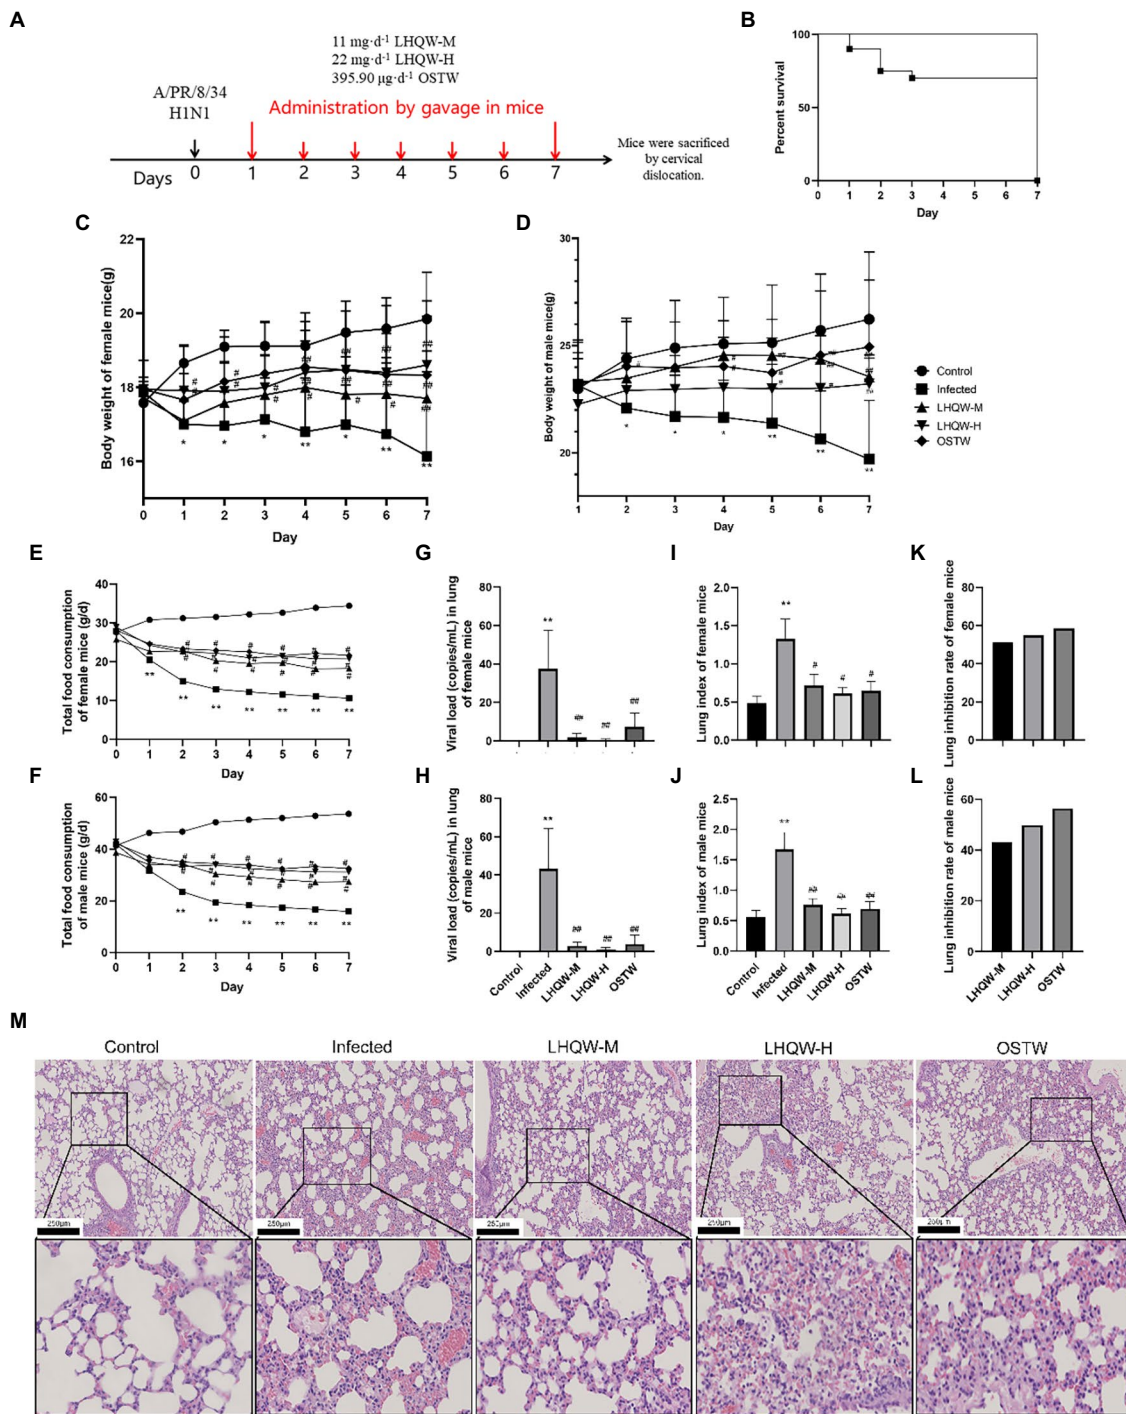 A
11 mg·d-1 LHQW-M
22 mg·d-1 LHQW-H
395.90 μg·d-1 OSTW
A/PR/8/34
H1N1
Administration by gavage in mice
Days 0 1 2 3 4 5 6 7
Mice were sacrificed
by cervical
dislocation.
B
Percent survival
100
50
0
0 1 2 3 4 5 6 7
Day
C
Body weight of female mice(g)
22
20
18
16
0 1 2 3 4 5 6 7
Day
D
Body weight of male mice(g)
30
25
20
1 2 3 4 5 6 7
Day
Control
Infected
LHQW-M
LHQW-H
OSTW
E
Total food consumption
of female mice (g/d)
40
30
20
10
0
0 1 2 3 4 5 6 7
Day
F
Total food consumption
of male mice (g/d)
60
40
20
0
0 1 2 3 4 5 6 7
Day
G
Viral load (copies/mL) in lung
of female mice
80
60
40
20
0
** ## ## ##
H
Viral load (copies/mL) in lung
of male mice
80
60
40
20
0
** ## ## ##
Control Infected LHQW-M LHQW-H OSTW
I
Lung index of female mice
2.0
1.5
1.0
0.5
0.0
** # # #
J
Lung index of male mice
2.5
2.0
1.5
1.0
0.5
0.0
** ## ## ##
Control Infected LHQW-M LHQW-H OSTW
K
Lung inhibition rate of female mice
80
60
40
20
0
L
Lung inhibition rate of male mice
60
40
20
0
LHQW-M LHQW-H OSTW
M
Control Infected LHQW-M LHQW-H OSTW
250μm 250μm 250μm 250μm 250μm